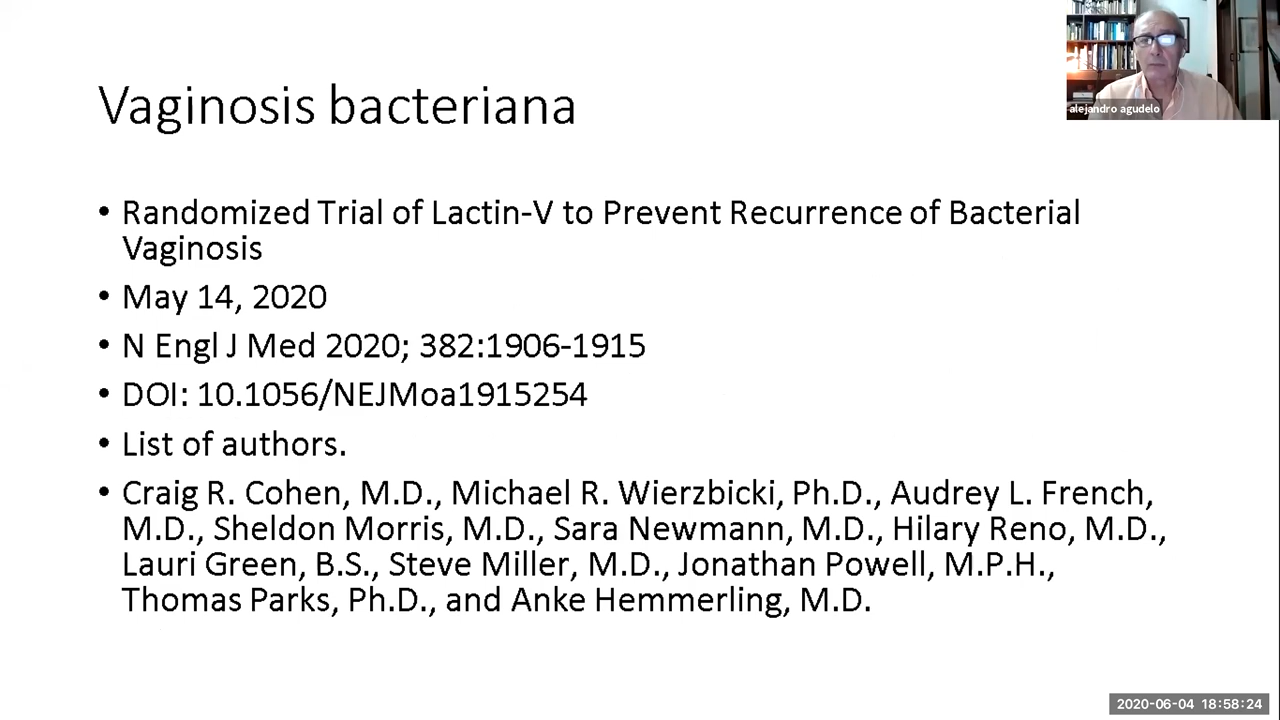 Vaginosis bacteriana
alejandro agudelo
• Randomized Trial of Lactin-V to Prevent Recurrence of Bacterial
Vaginosis
• May 14, 2020
• N Engl J Med 2020; 382:1906-1915
• DOI: 10.1056/NEJMoa1915254
• List of authors.
• Craig R. Cohen, M.D., Michael R. Wierzbicki, Ph.D., Audrey L. French,
M.D., Sheldon Morris, M.D., Sara Newmann, M.D., Hilary Reno, M.D.,
Lauri Green, B.S., Steve Miller, M.D., Jonathan Powell, M.P.H.,
Thomas Parks, Ph.D., and Anke Hemmerling, M.D.
2020-06-04 18:58:24